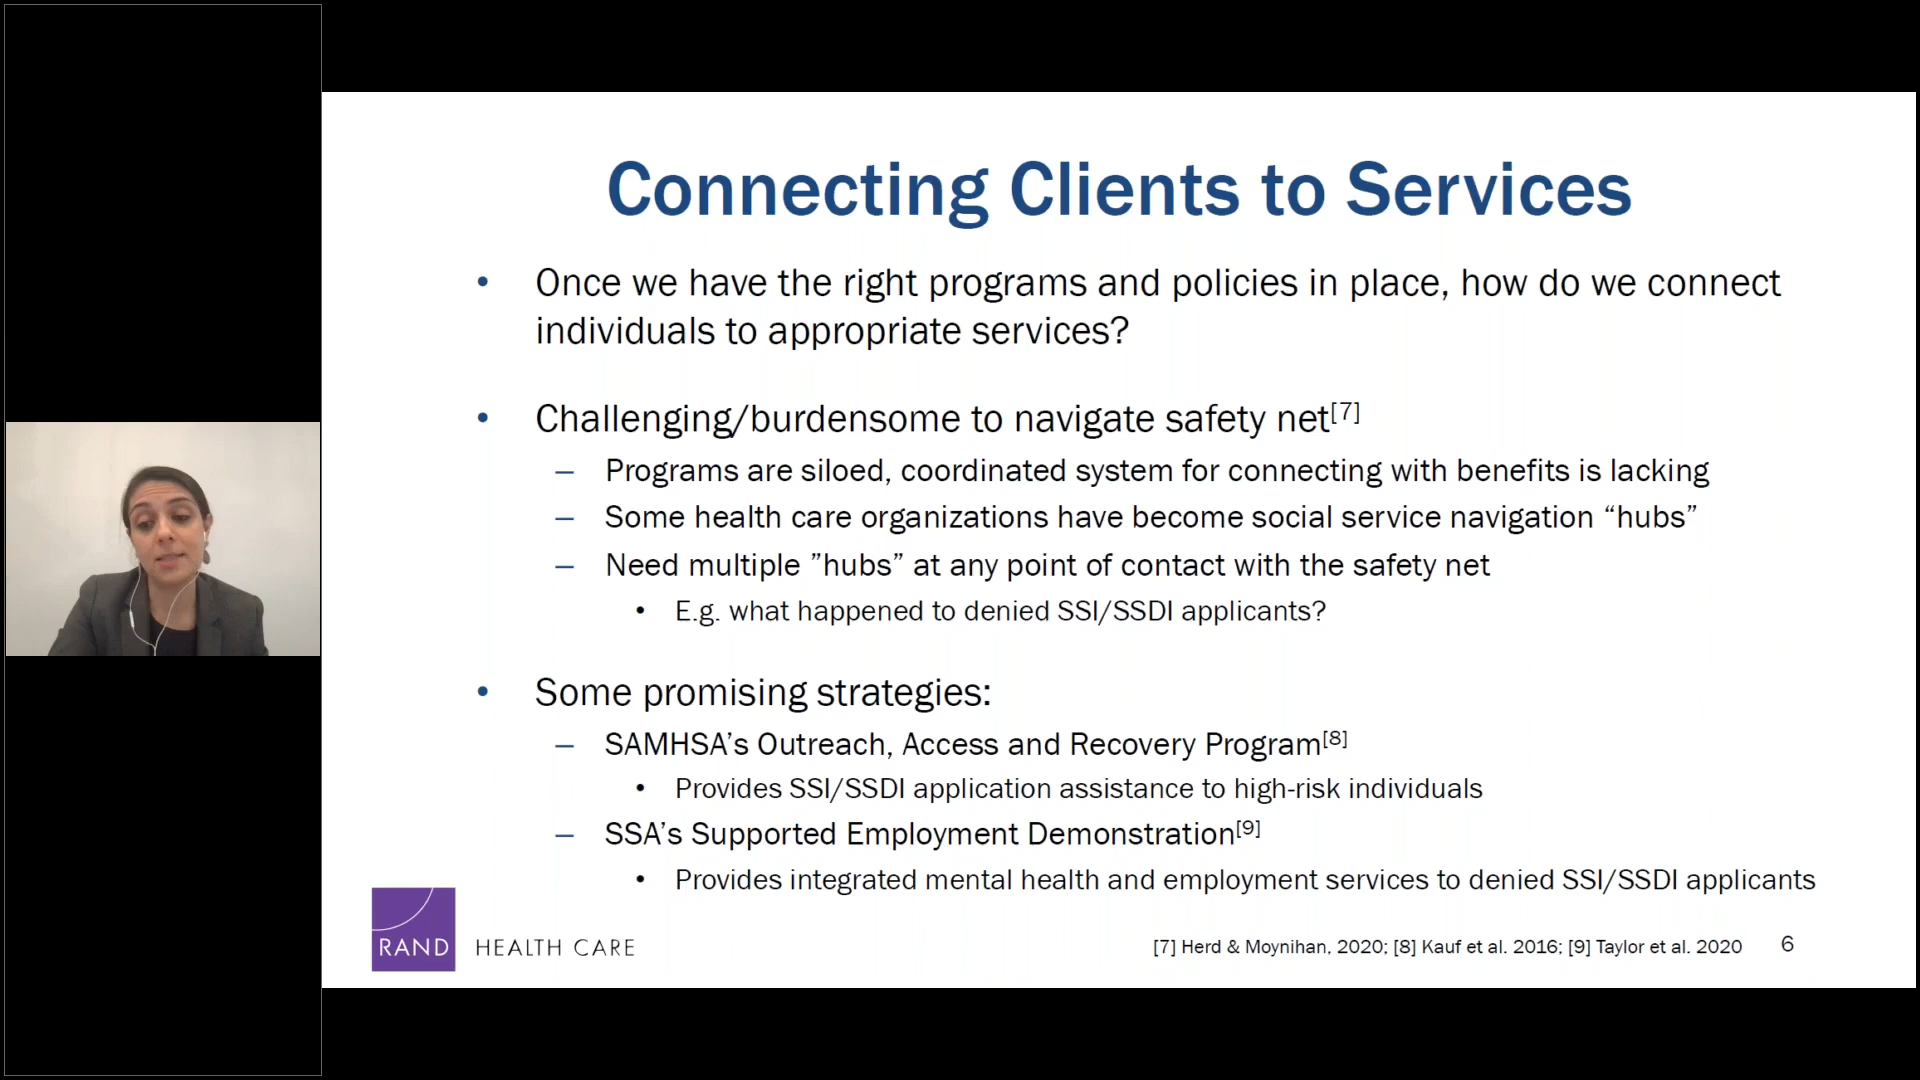 Connecting Clients to Services
• Once we have the right programs and policies in place, how do we connect
individuals to appropriate services?
• Challenging/burdensome to navigate safety net[7]
– Programs are siloed, coordinated system for connecting with benefits is lacking
– Some health care organizations have become social service navigation “hubs”
– Need multiple ”hubs” at any point of contact with the safety net
• E.g. what happened to denied SSI/SSDI applicants?
• Some promising strategies:
– SAMHSA’s Outreach, Access and Recovery Program[8]
• Provides SSI/SSDI application assistance to high-risk individuals
– SSA’s Supported Employment Demonstration[9]
• Provides integrated mental health and employment services to denied SSI/SSDI applicants
RAND HEALTH CARE
[7] Herd & Moynihan, 2020; [8] Kauf et al. 2016; [9] Taylor et al. 2020
6